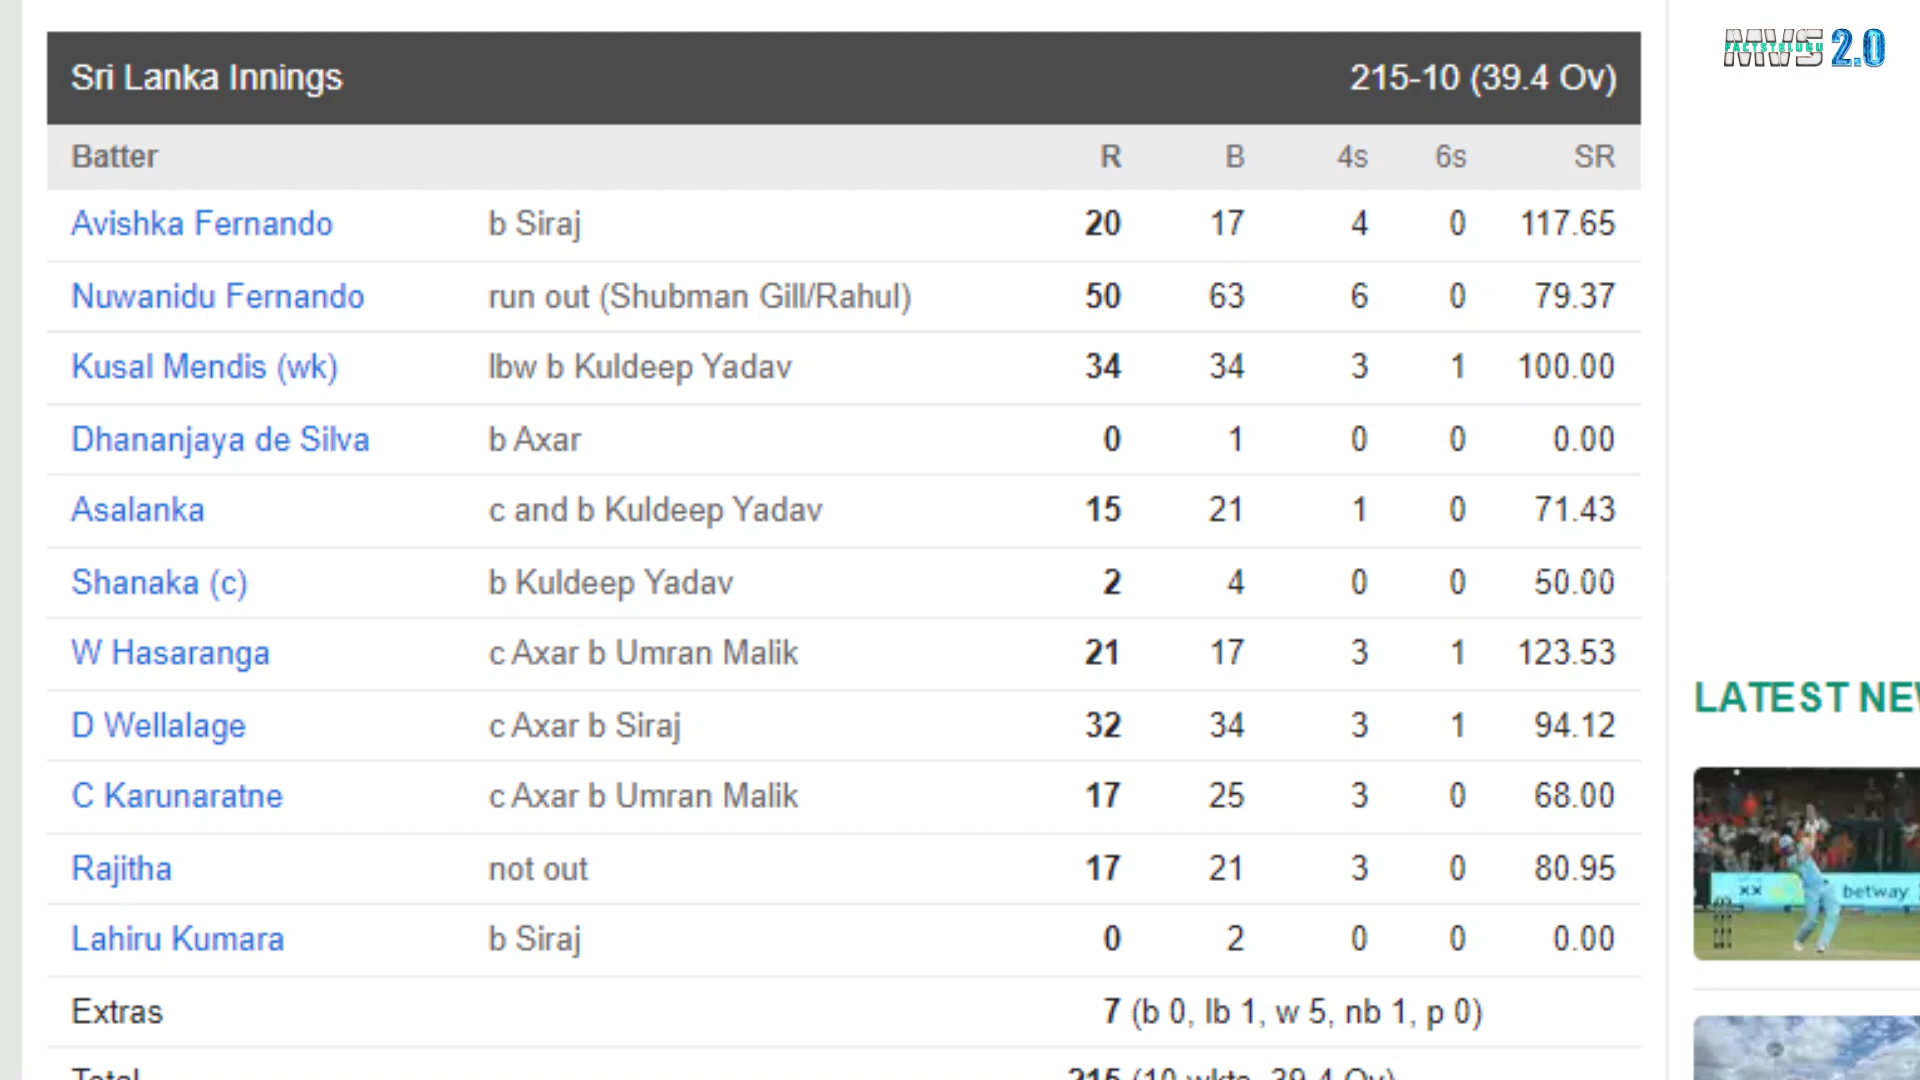 MVS 2.0
FACTSTELUGU
Sri Lanka Innings 215-10 (39.4 Ov)
Batter R B 4s 6s SR
Avishka Fernando b Siraj 20 17 4 0 117.65
Nuwanidu Fernando run out (Shubman Gill/Rahul) 50 63 6 0 79.37
Kusal Mendis (wk) lbw b Kuldeep Yadav 34 34 3 1 100.00
Dhananjaya de Silva b Axar 0 1 0 0 0.00
Asalanka c and b Kuldeep Yadav 15 21 1 0 71.43
Shanaka (c) b Kuldeep Yadav 2 4 0 0 50.00
W Hasaranga c Axar b Umran Malik 21 17 3 1 123.53
D Wellalage c Axar b Siraj 32 34 3 1 94.12
C Karunaratne c Axar b Umran Malik 17 25 3 0 68.00
Rajitha not out 17 21 3 0 80.95
Lahiru Kumara b Siraj 0 2 0 0 0.00
Extras 7 (b 0, lb 1, w 5, nb 1, p 0)
Total 215 (10 wkts, 39.4 Ov)
LATEST NEW
betway